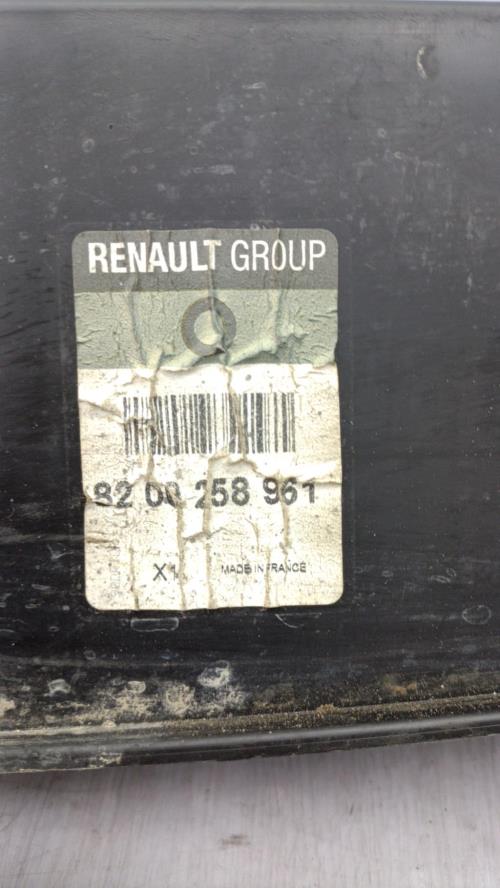 RENAULT GROUP
82 00 258 961
X1 MADE IN FRANCE